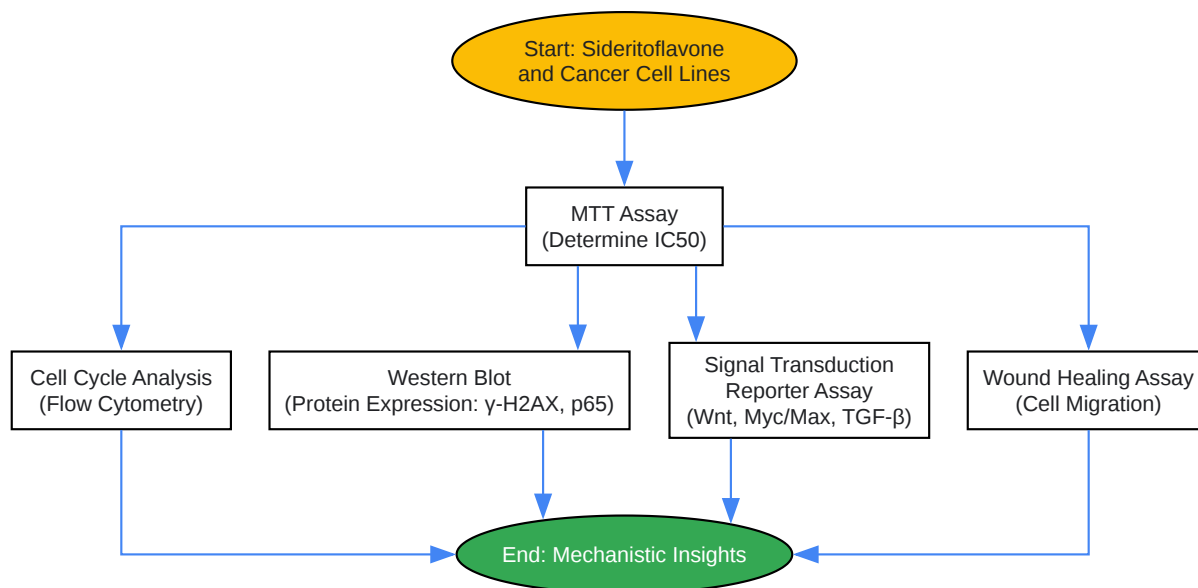 Start: Sideritoflavone
and Cancer Cell Lines
MTT Assay
(Determine IC50)
Cell Cycle Analysis
(Flow Cytometry)
Western Blot
(Protein Expression: γ-H2AX, p65)
Signal Transduction
Reporter Assay
(Wnt, Myc/Max, TGF-β)
Wound Healing Assay
(Cell Migration)
End: Mechanistic Insights